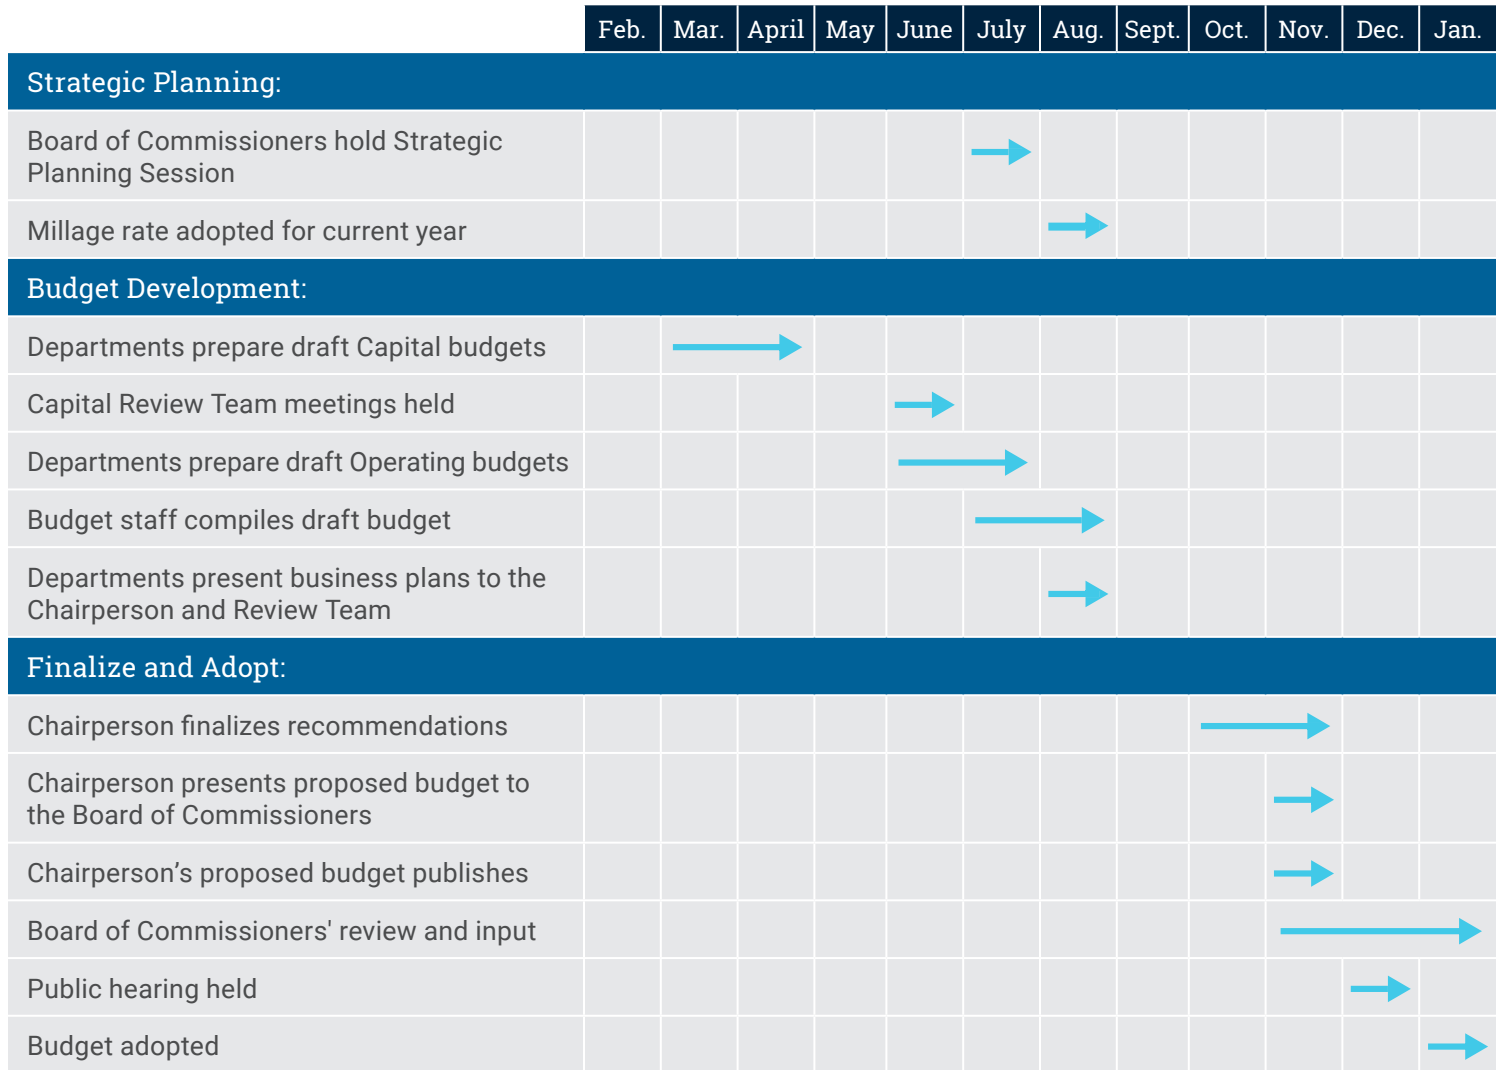 Feb. Mar. April May June July Aug. Sept. Oct. Nov. Dec. Jan.
Strategic Planning:
Board of Commissioners hold Strategic
Planning Session
Millage rate adopted for current year
Budget Development:
Departments prepare draft Capital budgets
Capital Review Team meetings held
Departments prepare draft Operating budgets
Budget staff compiles draft budget
Departments present business plans to the
Chairperson and Review Team
Finalize and Adopt:
Chairperson finalizes recommendations
Chairperson presents proposed budget to
the Board of Commissioners
Chairperson’s proposed budget publishes
Board of Commissioners' review and input
Public hearing held
Budget adopted